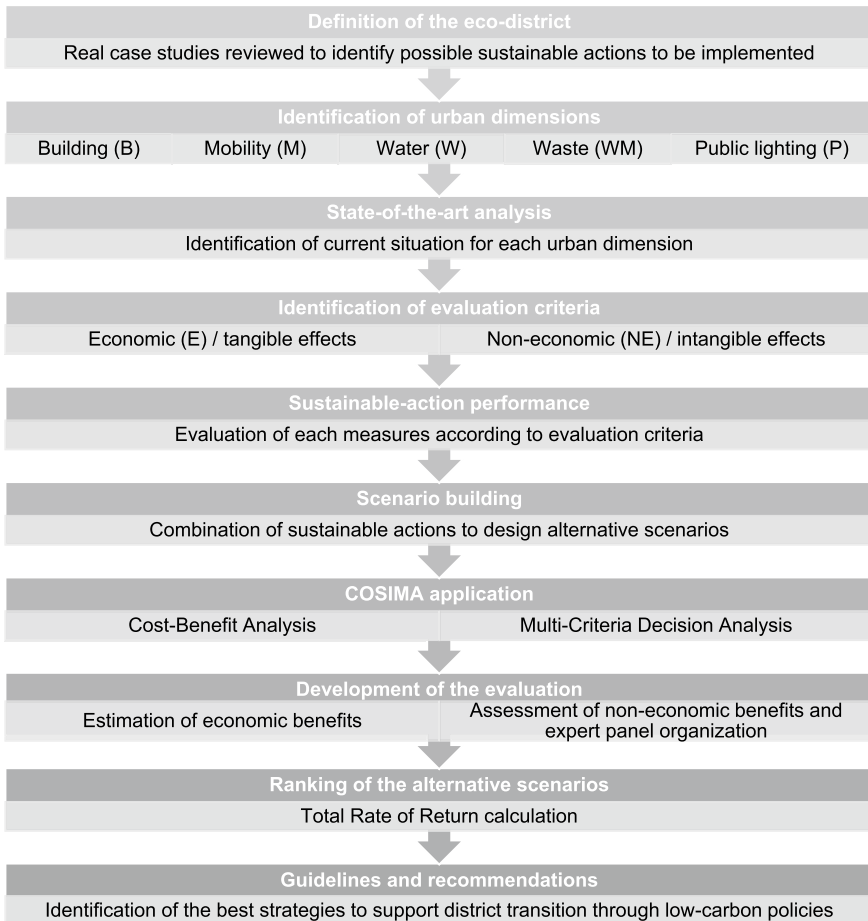 Definition of the eco-district
Real case studies reviewed to identify possible sustainable actions to be implemented
Identification of urban dimensions
Building (B) Mobility (M) Water (W) Waste (WM) Public lighting (P)
State-of-the-art analysis
Identification of current situation for each urban dimension
Identification of evaluation criteria
Economic (E) / tangible effects Non-economic (NE) / intangible effects
Sustainable-action performance
Evaluation of each measures according to evaluation criteria
Scenario building
Combination of sustainable actions to design alternative scenarios
COSIMA application
Cost-Benefit Analysis Multi-Criteria Decision Analysis
Development of the evaluation
Estimation of economic benefits
Assessment of non-economic benefits and
expert panel organization
Ranking of the alternative scenarios
Total Rate of Return calculation
Guidelines and recommendations
Identification of the best strategies to support district transition through low-carbon policies